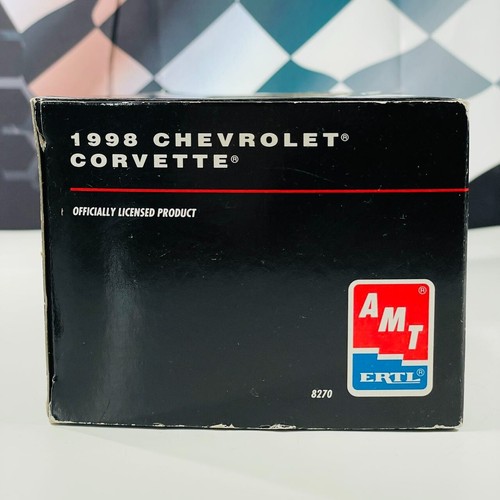 1998 CHEVROLET®
CORVETTE®
OFFICIALLY LICENSED PRODUCT
AMT®
ERTL®
8270